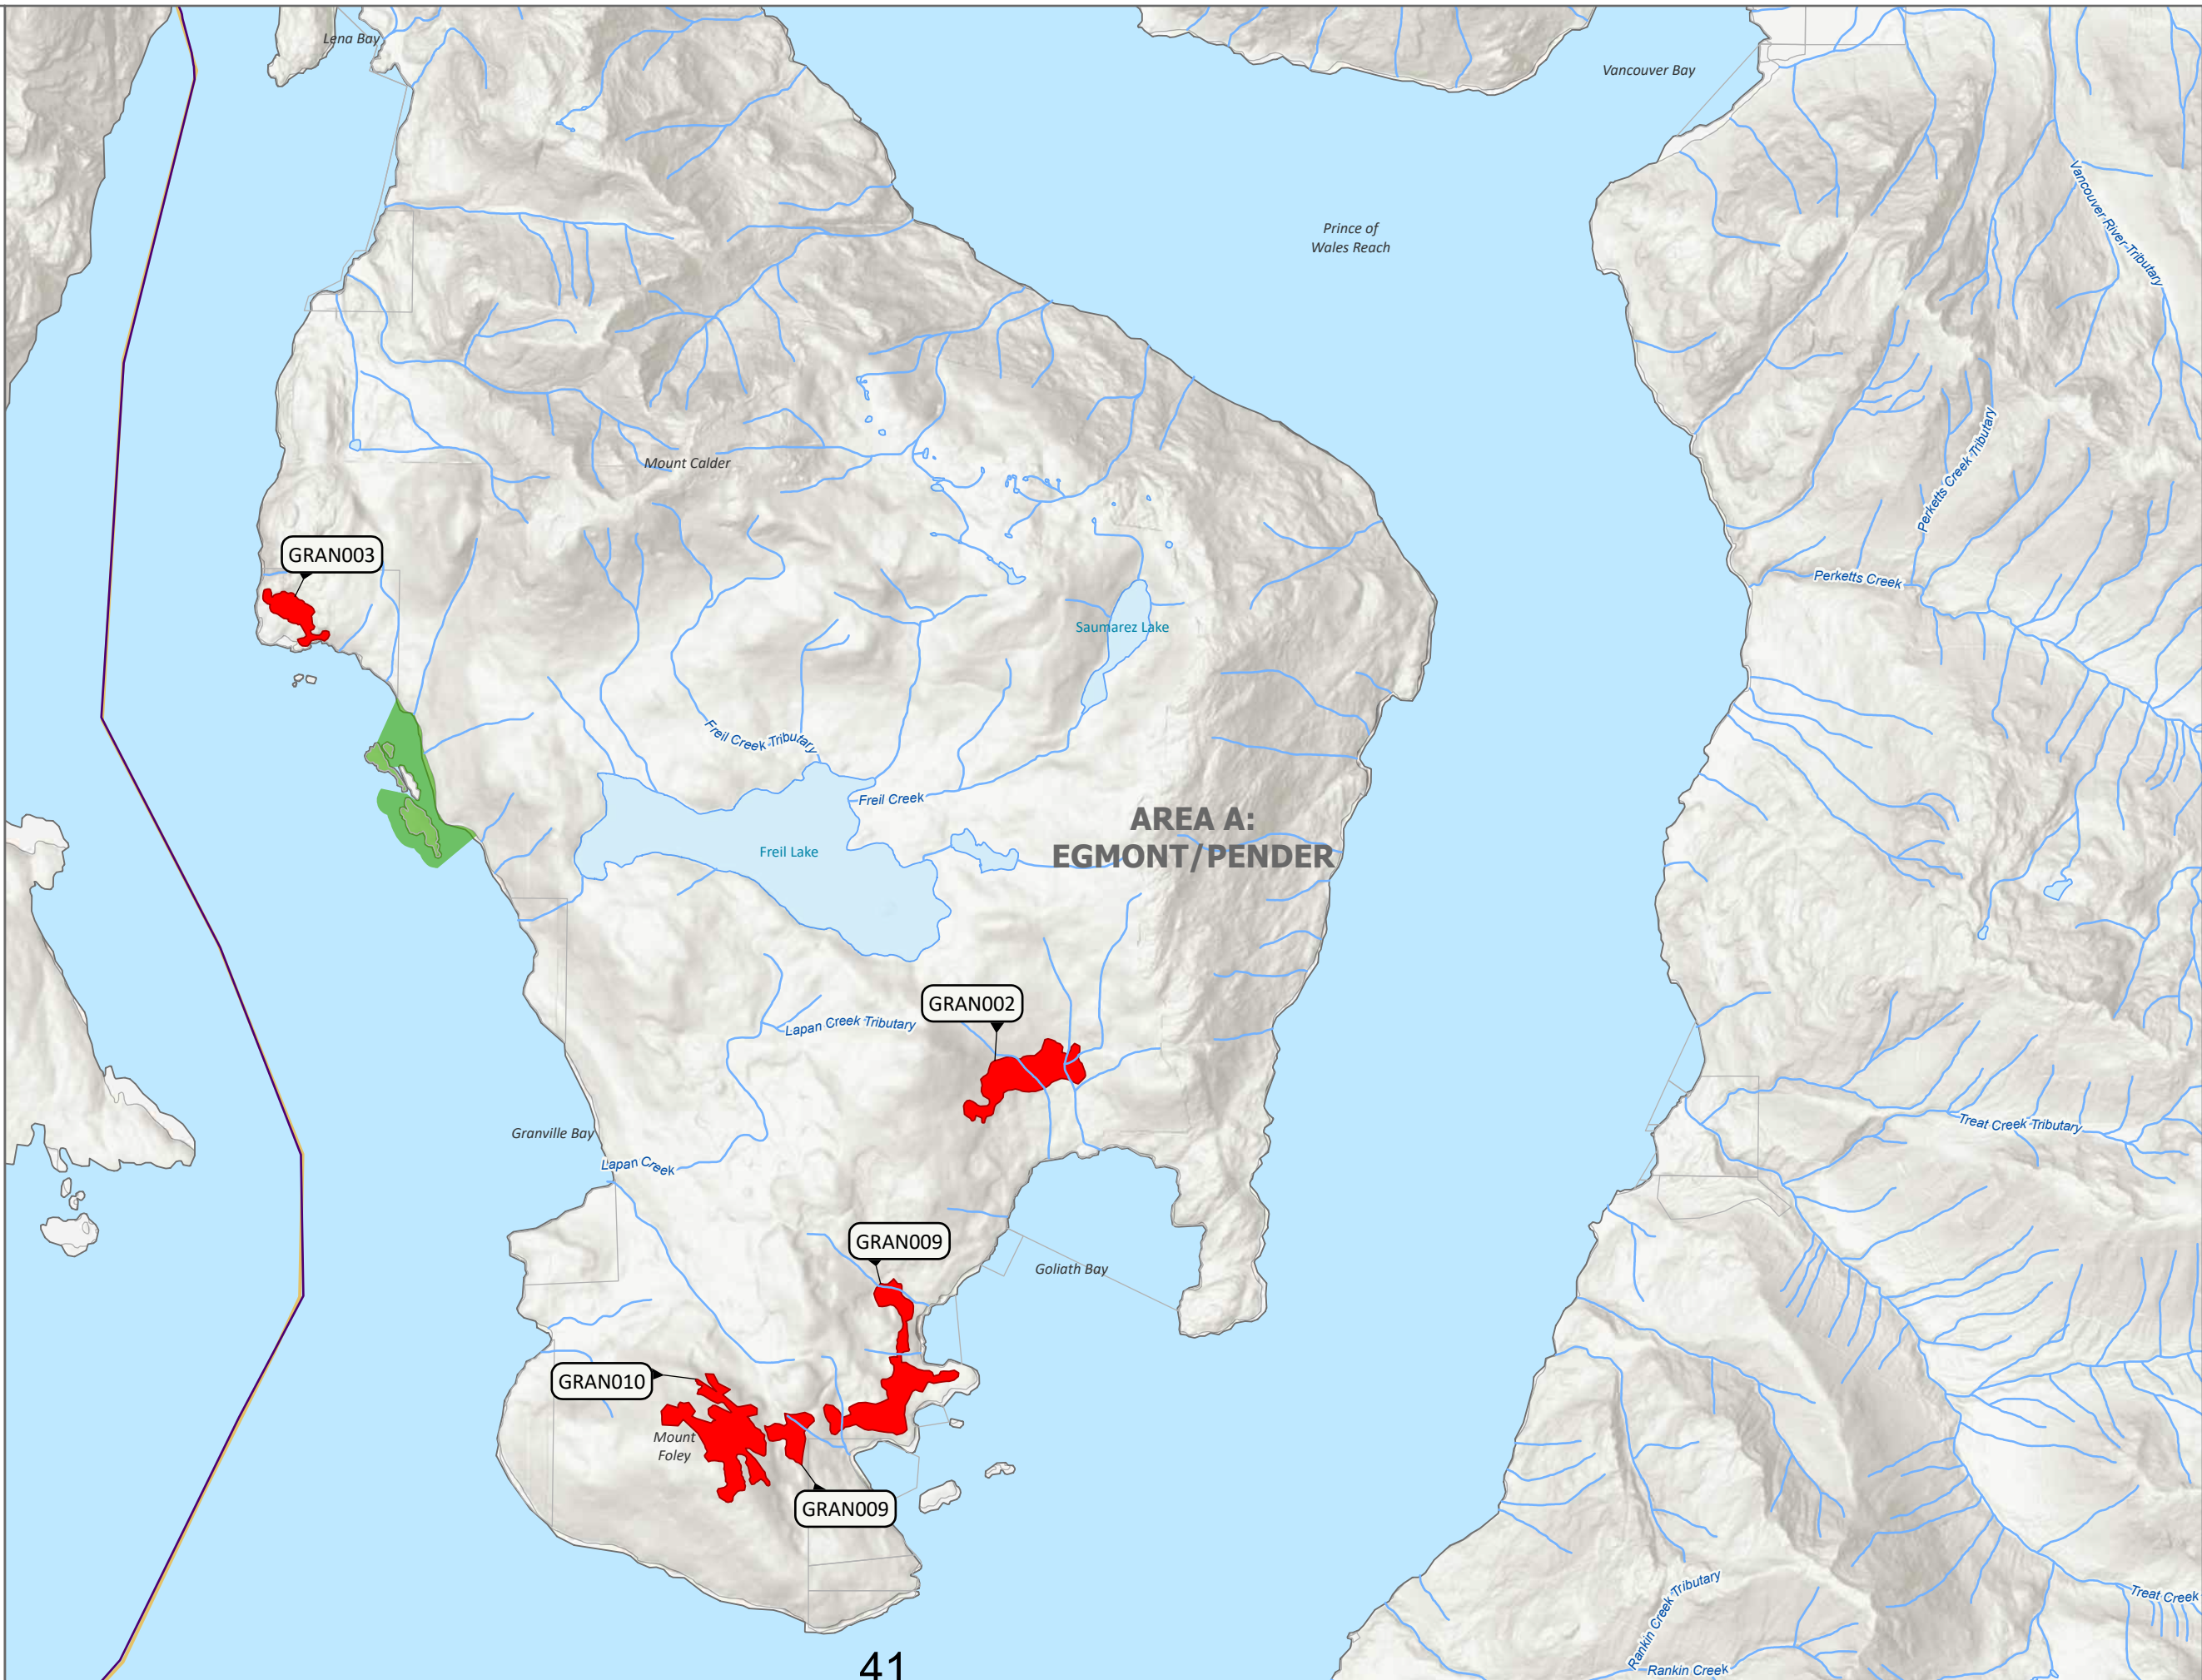 Lena Bay
Vancouver Bay
Prince of
Wales Reach
Vancouver River Tributary
Mount Calder
Perketts Creek Tributary
GRAN003
Perketts Creek
Saumarez Lake
Freil Creek Tributary
Freil Creek
AREA A:
EGMONT/PENDER
Freil Lake
GRAN002
Lapan Creek Tributary
Granville Bay
Treat Creek Tributary
Lapan Creek
GRAN009
Goliath Bay
GRAN010
Mount
Foley
GRAN009
Rankin Creek Tributary
Treat Creek
41
Rankin Creek